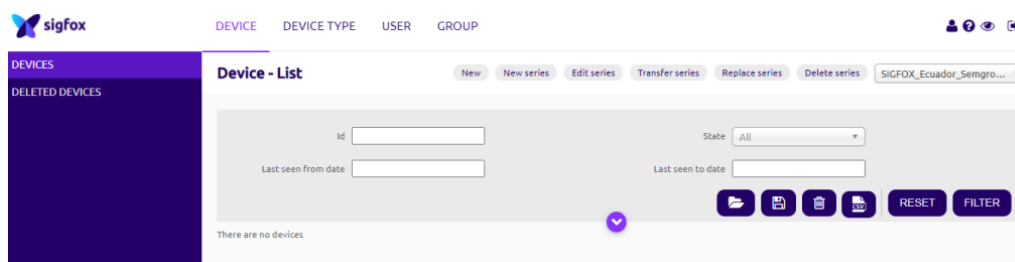 sigfox
DEVICE DEVICE TYPE USER GROUP
DEVICES
DELETED DEVICES
Device - List
New New series Edit series Transfer series Replace series Delete series SIGFOX_Ecuador_Semgro...
Id State All
Last seen from date Last seen to date
CSV RESET FILTER
There are no devices